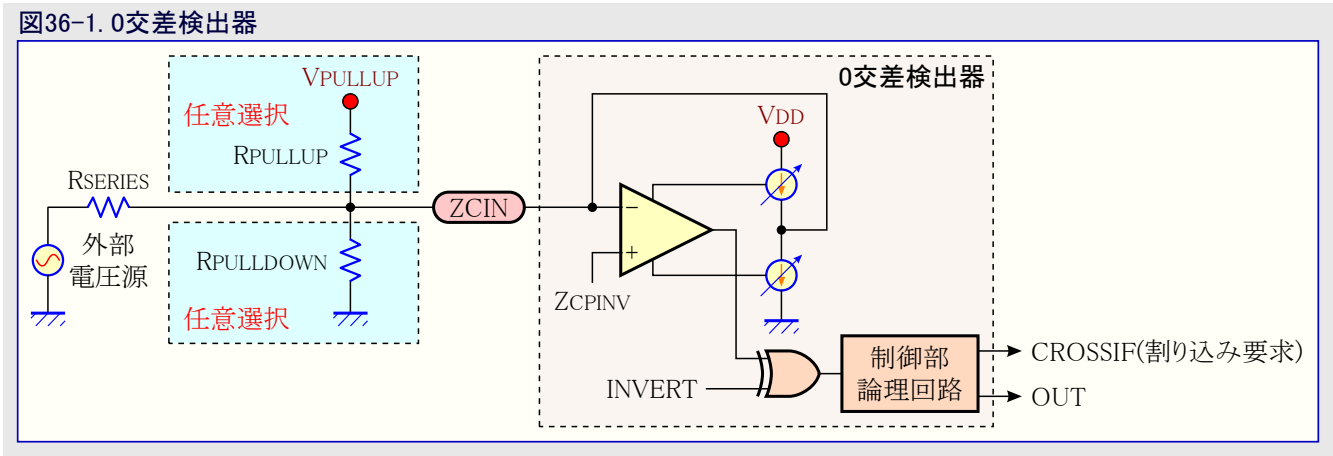 図36-1. 0交差検出器
0交差検出器
VPULLUP
任意選択
RPULLUP
VDD
RSERIES
ZCIN
−
+
外部
電圧源
RPULLDOWN
任意選択
ZCPINV
INVERT
制御部
論理回路
CROSSIF(割り込み要求)
OUT